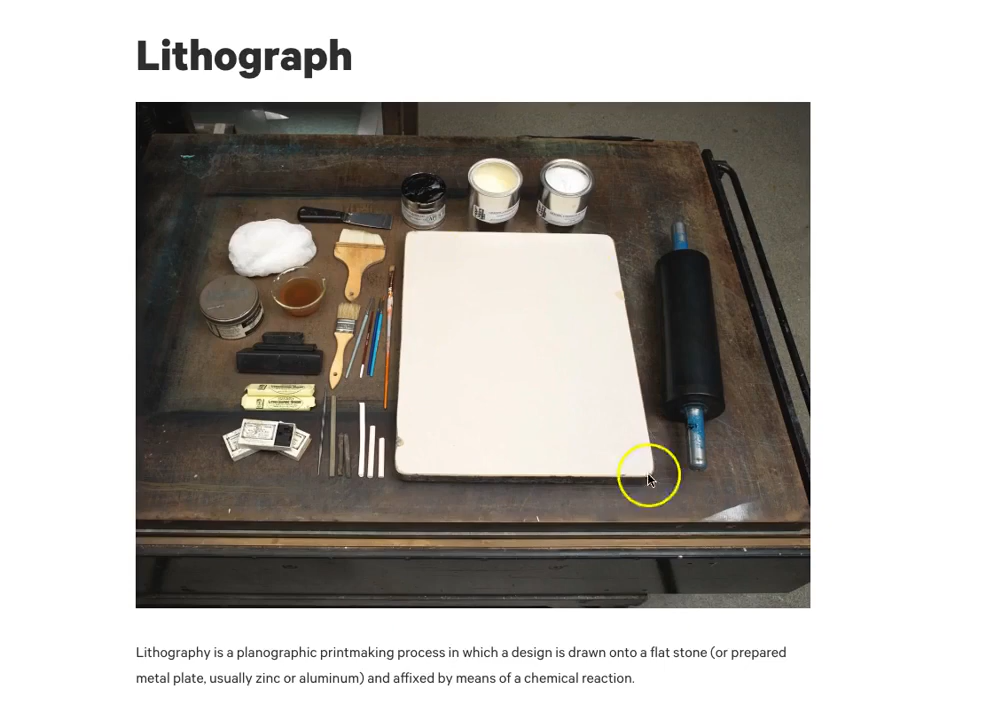 Lithograph
Lithography is a planographic printmaking process in which a design is drawn onto a flat stone (or prepared
metal plate, usually zinc or aluminum) and affixed by means of a chemical reaction.